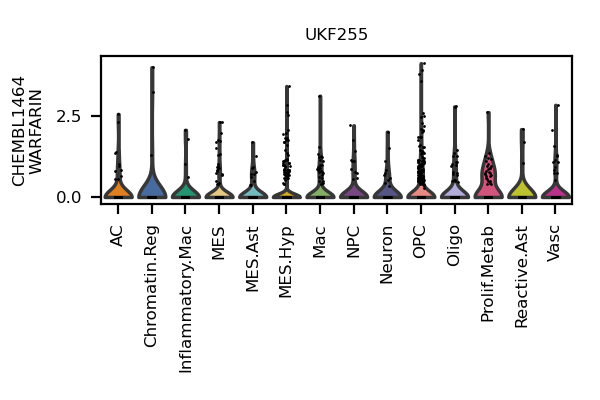 UKF255
CHEMBL1464
WARFARIN
2.5
0.0
AC
Chromatin.Reg
Inflammatory.Mac
MES
MES.Ast
MES.Hyp
Mac
NPC
Neuron
OPC
Oligo
Prolif.Metab
Reactive.Ast
Vasc